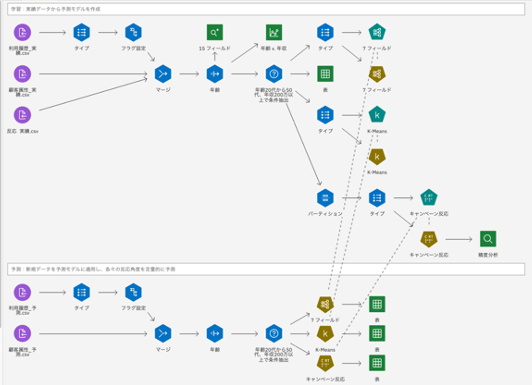 学習：実績データから予測モデルを作成
利用履歴_実
績.csv
タイプ
フラグ設定
15 フィールド
年齢 x 年収
タイプ
7 フィールド
顧客属性_実
績.csv
マージ
年齢
年齢20代から50
代、年収200万以
上で条件抽出
表
7 フィールド
反応_実績.csv
タイプ
K-Means
K-Means
パーティション
タイプ
キャンペーン反応
キャンペーン反応
精度分析
予測：新規データを予測モデルに適用し、各々の反応角度を定量的に予測
利用履歴_予
測.csv
タイプ
フラグ設定
7 フィールド
表
顧客属性_予
測.csv
マージ
年齢
年齢20代から50
代、年収200万以
上で条件抽出
K-Means
表
キャンペーン反応
表